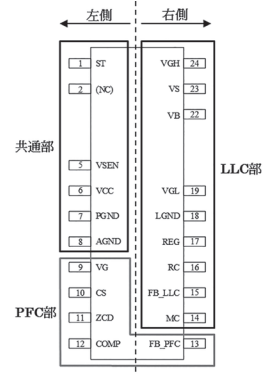 左側 右側
1 ST VGH 24
2 (NC) VS 23
VB 22
共通部
5 VSEN
LLC部
6 VCC VGL 19
7 PGND LGND 18
8 AGND REG 17
9 VG RC 16
10 CS FB_LLC 15
PFC部
11 ZCD MC 14
12 COMP FB_PFC 13